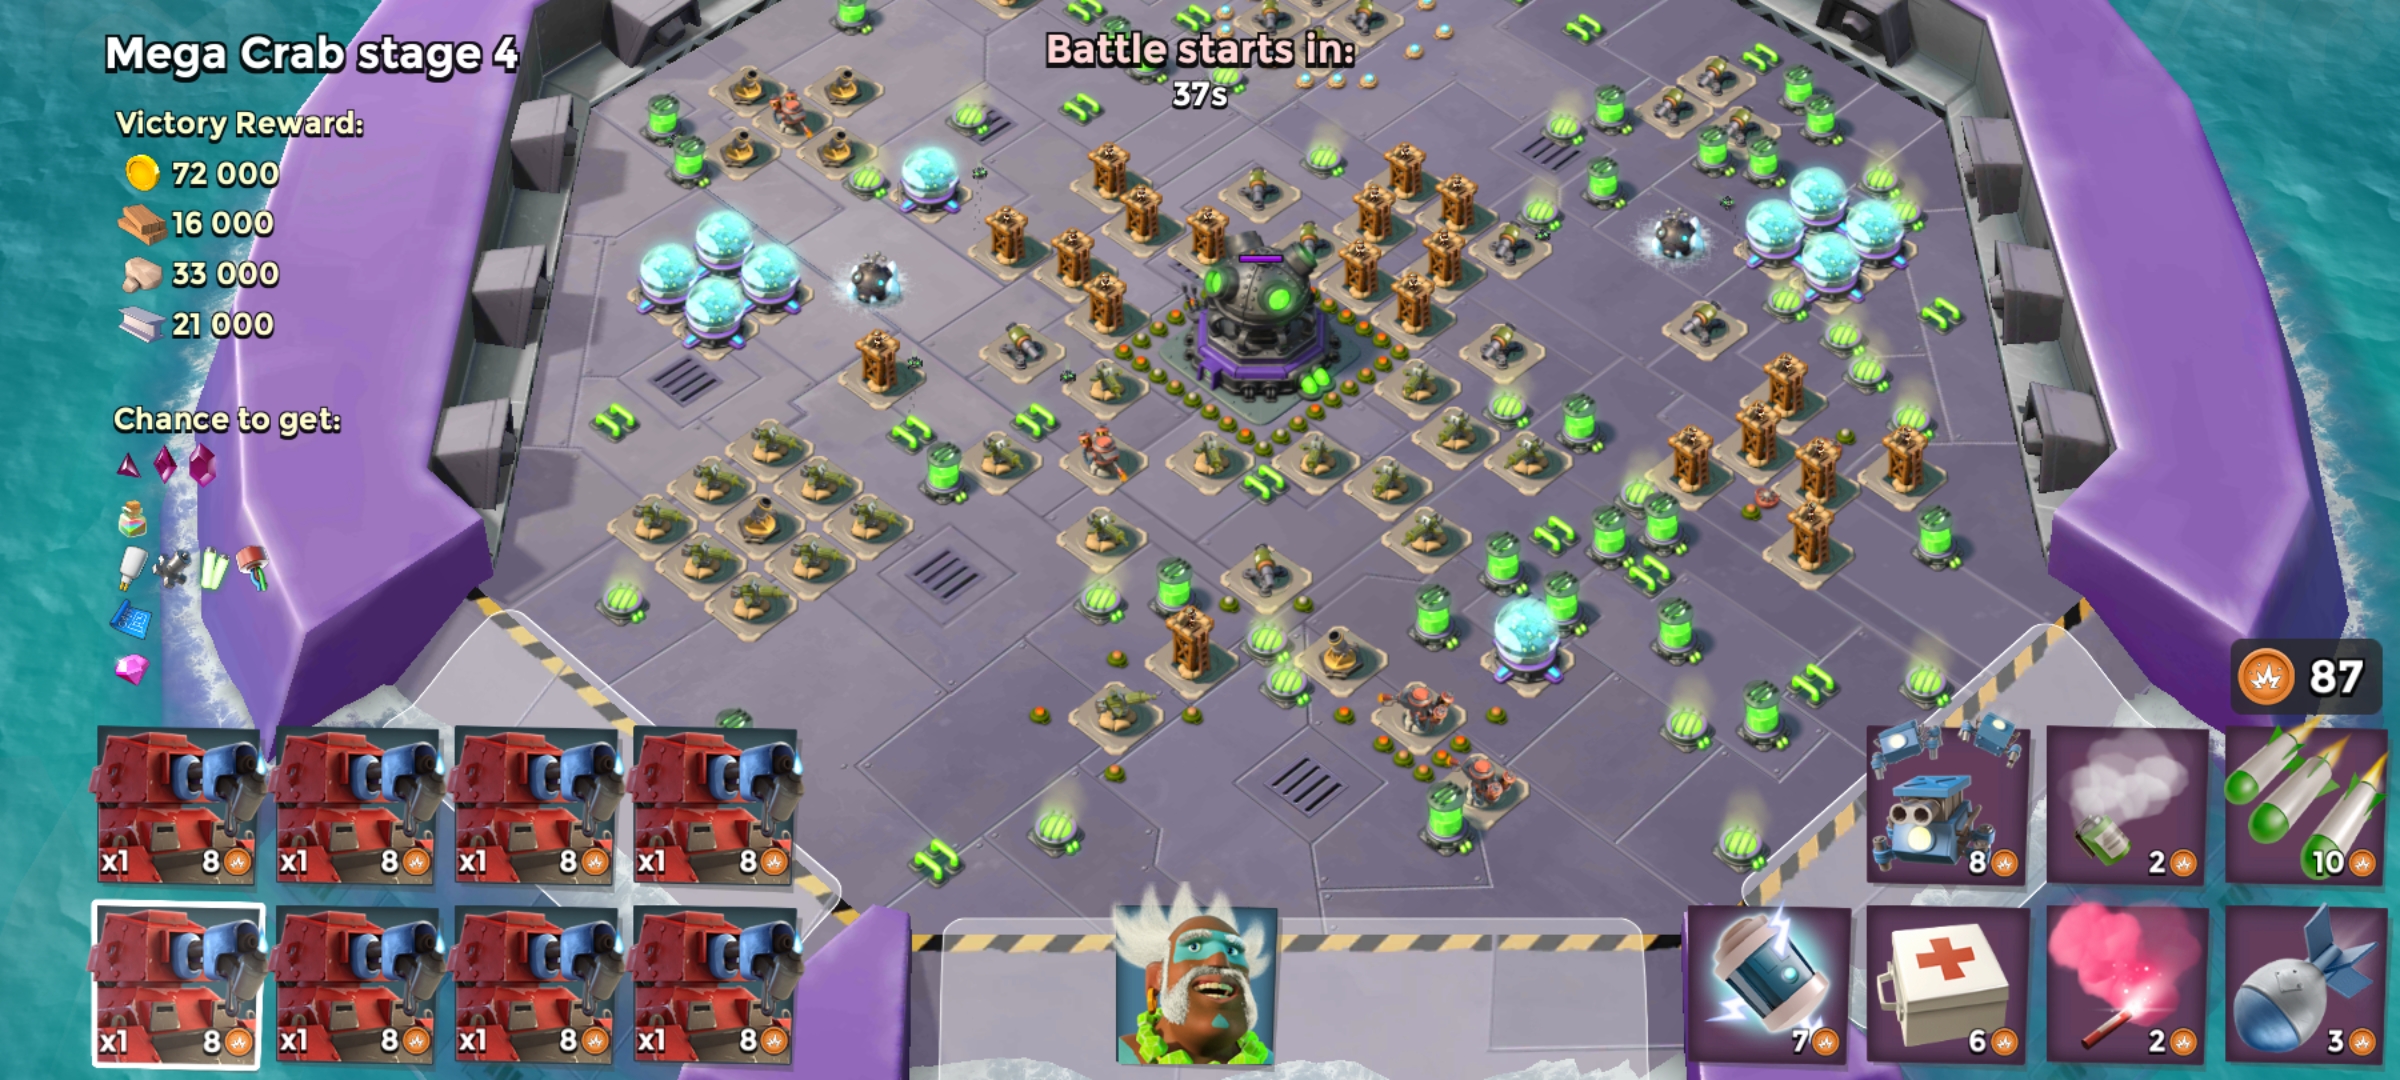 Mega Crab stage 4
Battle starts in:
37s
Victory Reward:
72 000
16 000
33 000
21 000
Chance to get:
87
x1 8
x1 8
x1 8
x1 8
8
2
10
x1 8
x1 8
x1 8
x1 8
7
6
2
3